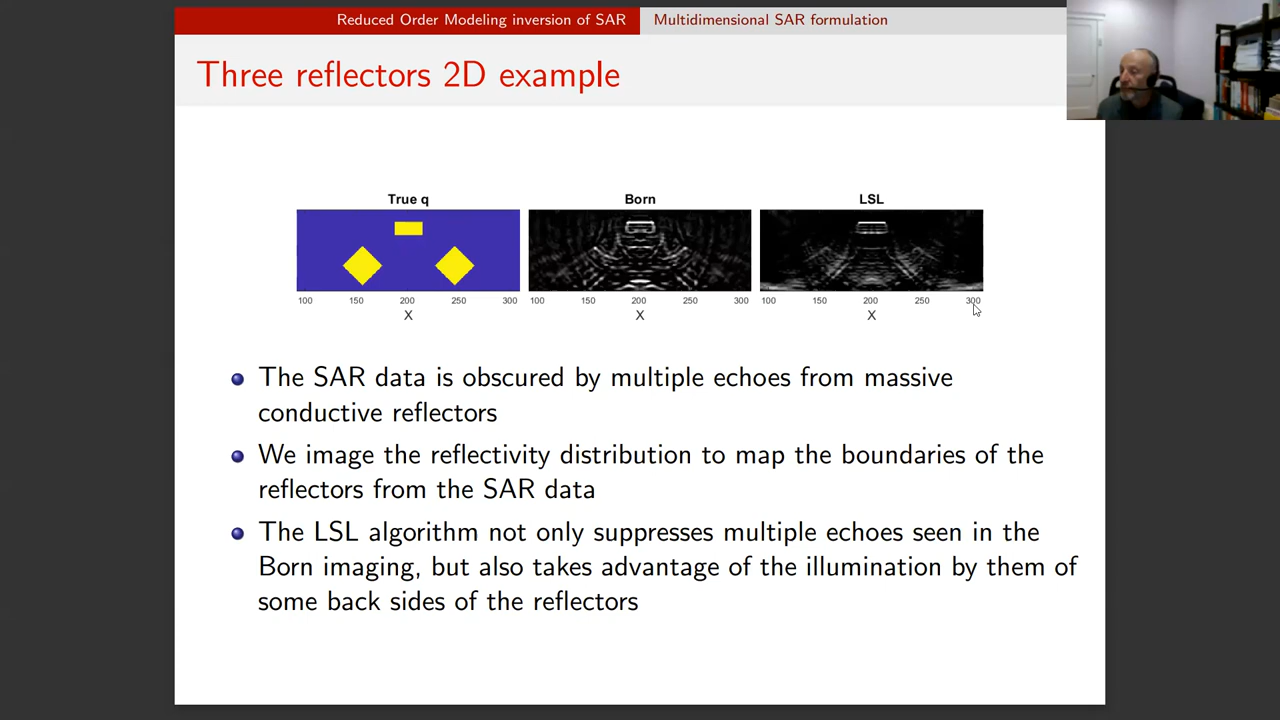 Reduced Order Modeling inversion of SAR Multidimensional SAR formulation
Three reflectors 2D example
True q Born LSL
100 150 200 250 300 100 150 200 250 300 100 150 200 250 300
X X X
The SAR data is obscured by multiple echoes from massive
conductive reflectors
We image the reflectivity distribution to map the boundaries of the
reflectors from the SAR data
The LSL algorithm not only suppresses multiple echoes seen in the
Born imaging, but also takes advantage of the illumination by them of
some back sides of the reflectors